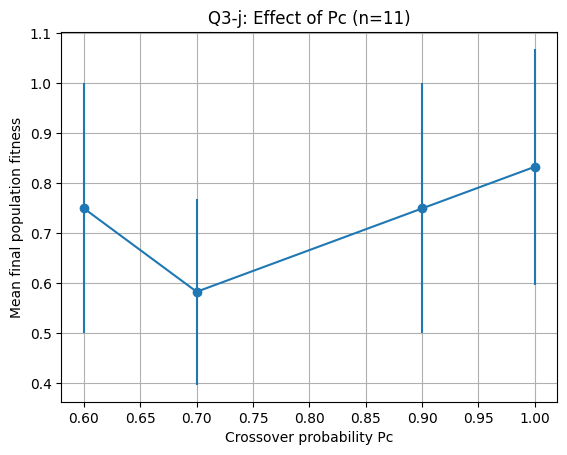 Q3-j: Effect of Pc (n=11)
Mean final population fitness
1.1
1.0
0.9
0.8
0.7
0.6
0.5
0.4
0.60 0.65 0.70 0.75 0.80 0.85 0.90 0.95 1.00
Crossover probability Pc